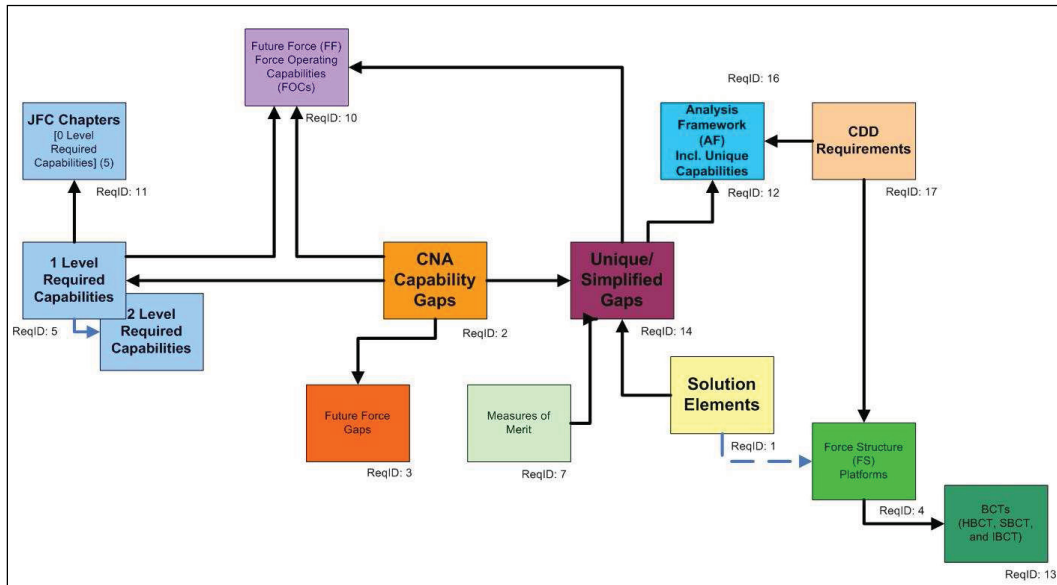 Future Force (FF)
Force Operating
Capabilities
(FOCs)
ReqID: 10
JFC Chapters
[0 Level
Required
Capabilities] (5)
ReqID: 11
ReqID: 16
Analysis
Framework
(AF)
Incl. Unique
Capabilities
ReqID: 12
CDD
Requirements
ReqID: 17
1 Level
Required
Capabilities
ReqID: 5
2 Level
Required
Capabilities
CNA
Capability
Gaps
ReqID: 2
Unique/
Simplified
Gaps
ReqID: 14
Future Force
Gaps
ReqID: 3
Measures of
Merit
ReqID: 7
Solution
Elements
ReqID: 1
Force Structure
(FS)
Platforms
ReqID: 4
BCTs
(HBCT, SBCT,
and IBCT)
ReqID: 13